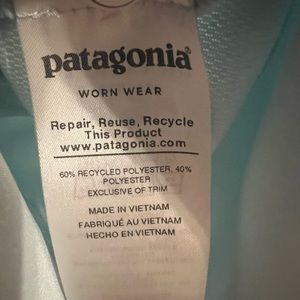 patagonia®
WORN WEAR
Repair, Reuse, Recycle
This Product
www.patagonia.com
60% RECYCLED POLYESTER, 40%
POLYESTER
EXCLUSIVE OF TRIM
MADE IN VIETNAM
FABRIQUÉ AU VIETNAM
HECHO EN VIETNAM